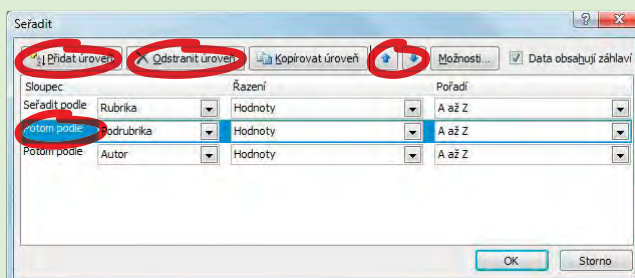 Seřadit
Přidat úroveň Odstranit úroveň Kopírovat úroveň Možnosti... Data obsahují záhlaví
Sloupec Řazení Pořadí
Seřadit podle Rubrika Hodnoty A až Z
Potom podle Podrubrika Hodnoty A až Z
Potom podle Autor Hodnoty A až Z
OK Storno